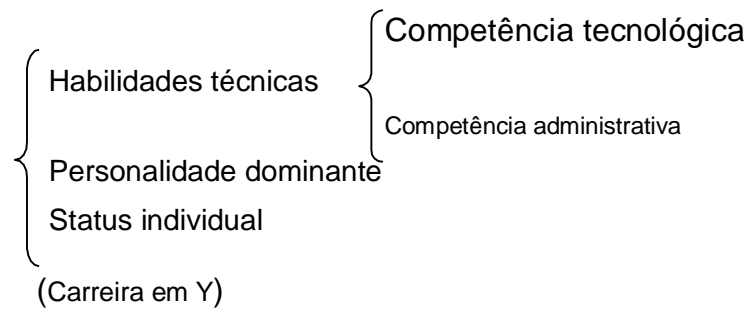 Competência tecnológica
Habilidades técnicas
Competência administrativa
Personalidade dominante
Status individual
(Carreira em Y)